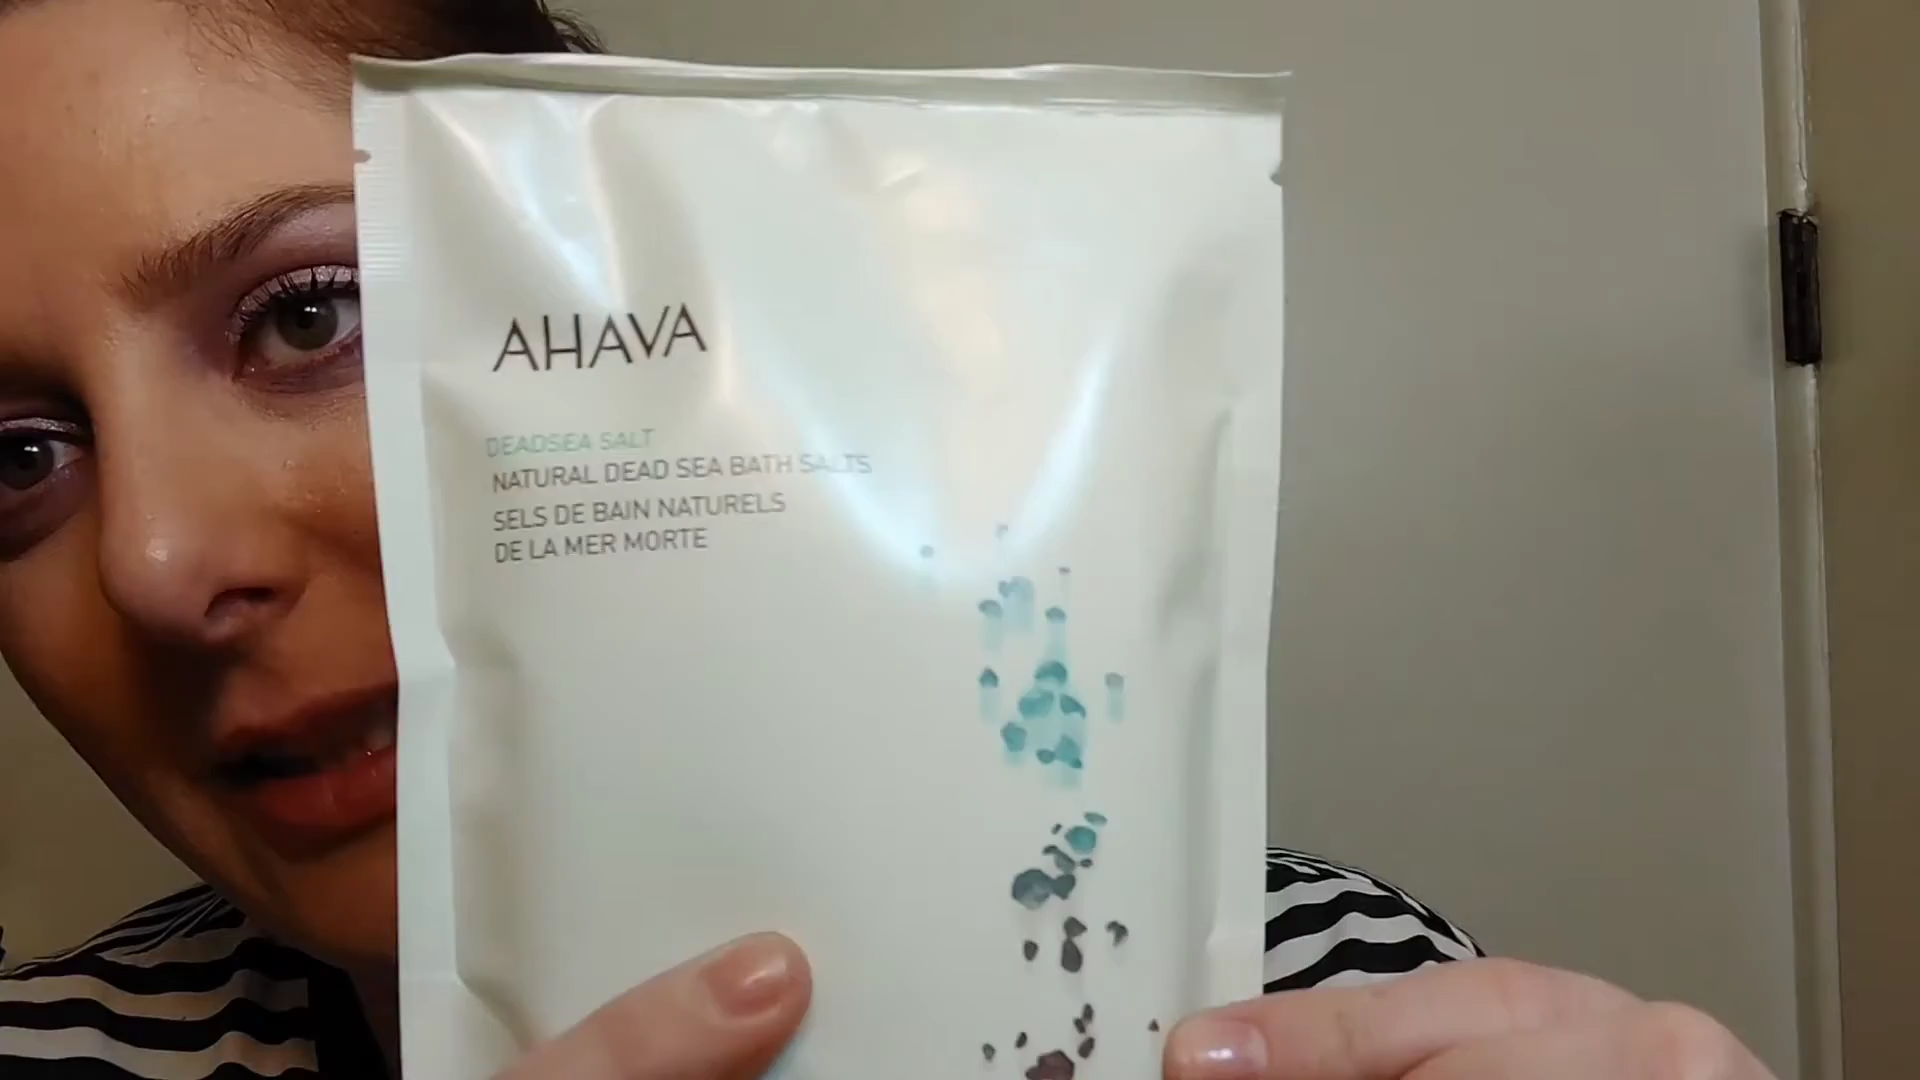 AHAVA
DEADSEA SALT
NATURAL DEAD SEA BATH SALTS
SELS DE BAIN NATURELS
DE LA MER MORTE